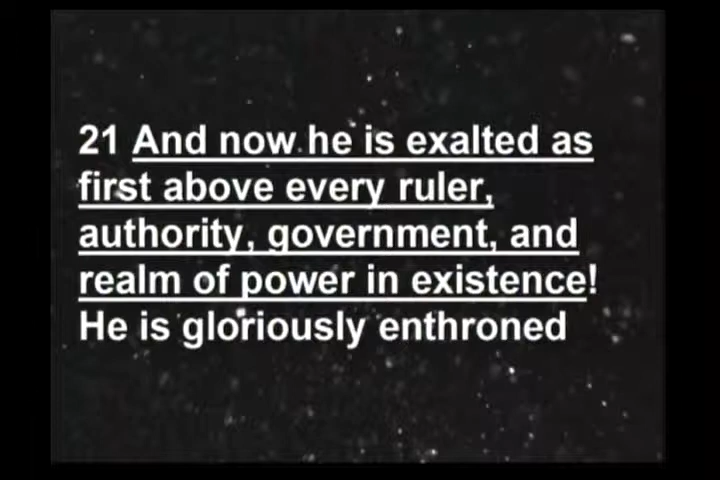 21 And now he is exalted as
first above every ruler,
authority, government, and
realm of power in existence!
He is gloriously enthroned